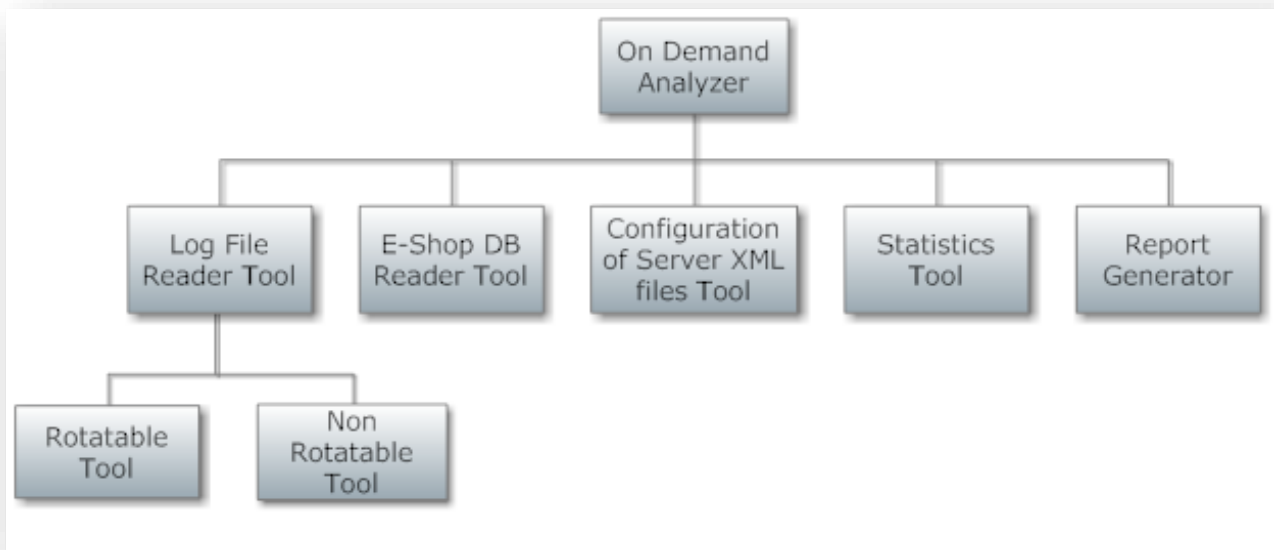 On Demand
Analyzer
Log File
Reader Tool
E-Shop DB
Reader Tool
Configuration
of Server XML
files Tool
Statistics
Tool
Report
Generator
Rotatable
Tool
Non
Rotatable
Tool